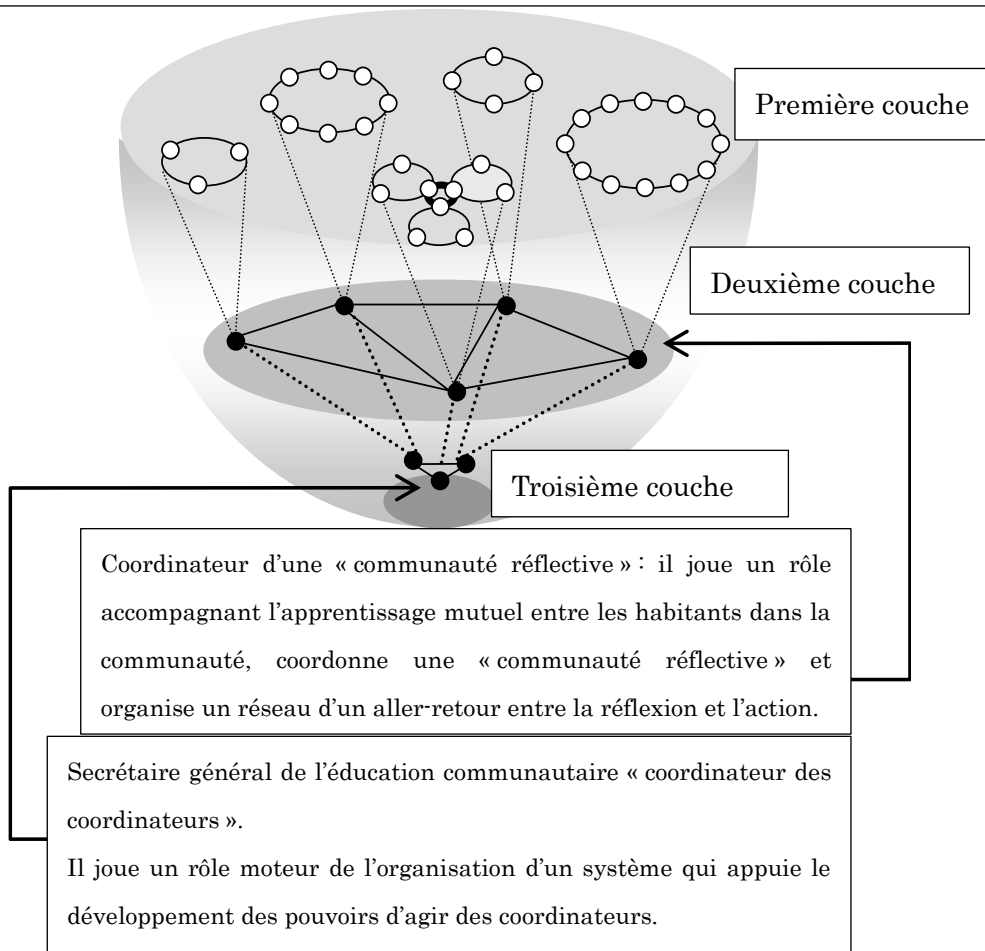 Première couche
Deuxième couche
Troisième couche
Coordinateur d’une « communauté réflective » : il joue un rôle
accompagnant l’apprentissage mutuel entre les habitants dans la
communauté, coordonne une « communauté réflective » et
organise un réseau d’un aller-retour entre la réflexion et l’action.
Secrétaire général de l’éducation communautaire « coordinateur des
coordinateurs ».
Il joue un rôle moteur de l’organisation d’un système qui appuie le
développement des pouvoirs d’agir des coordinateurs.